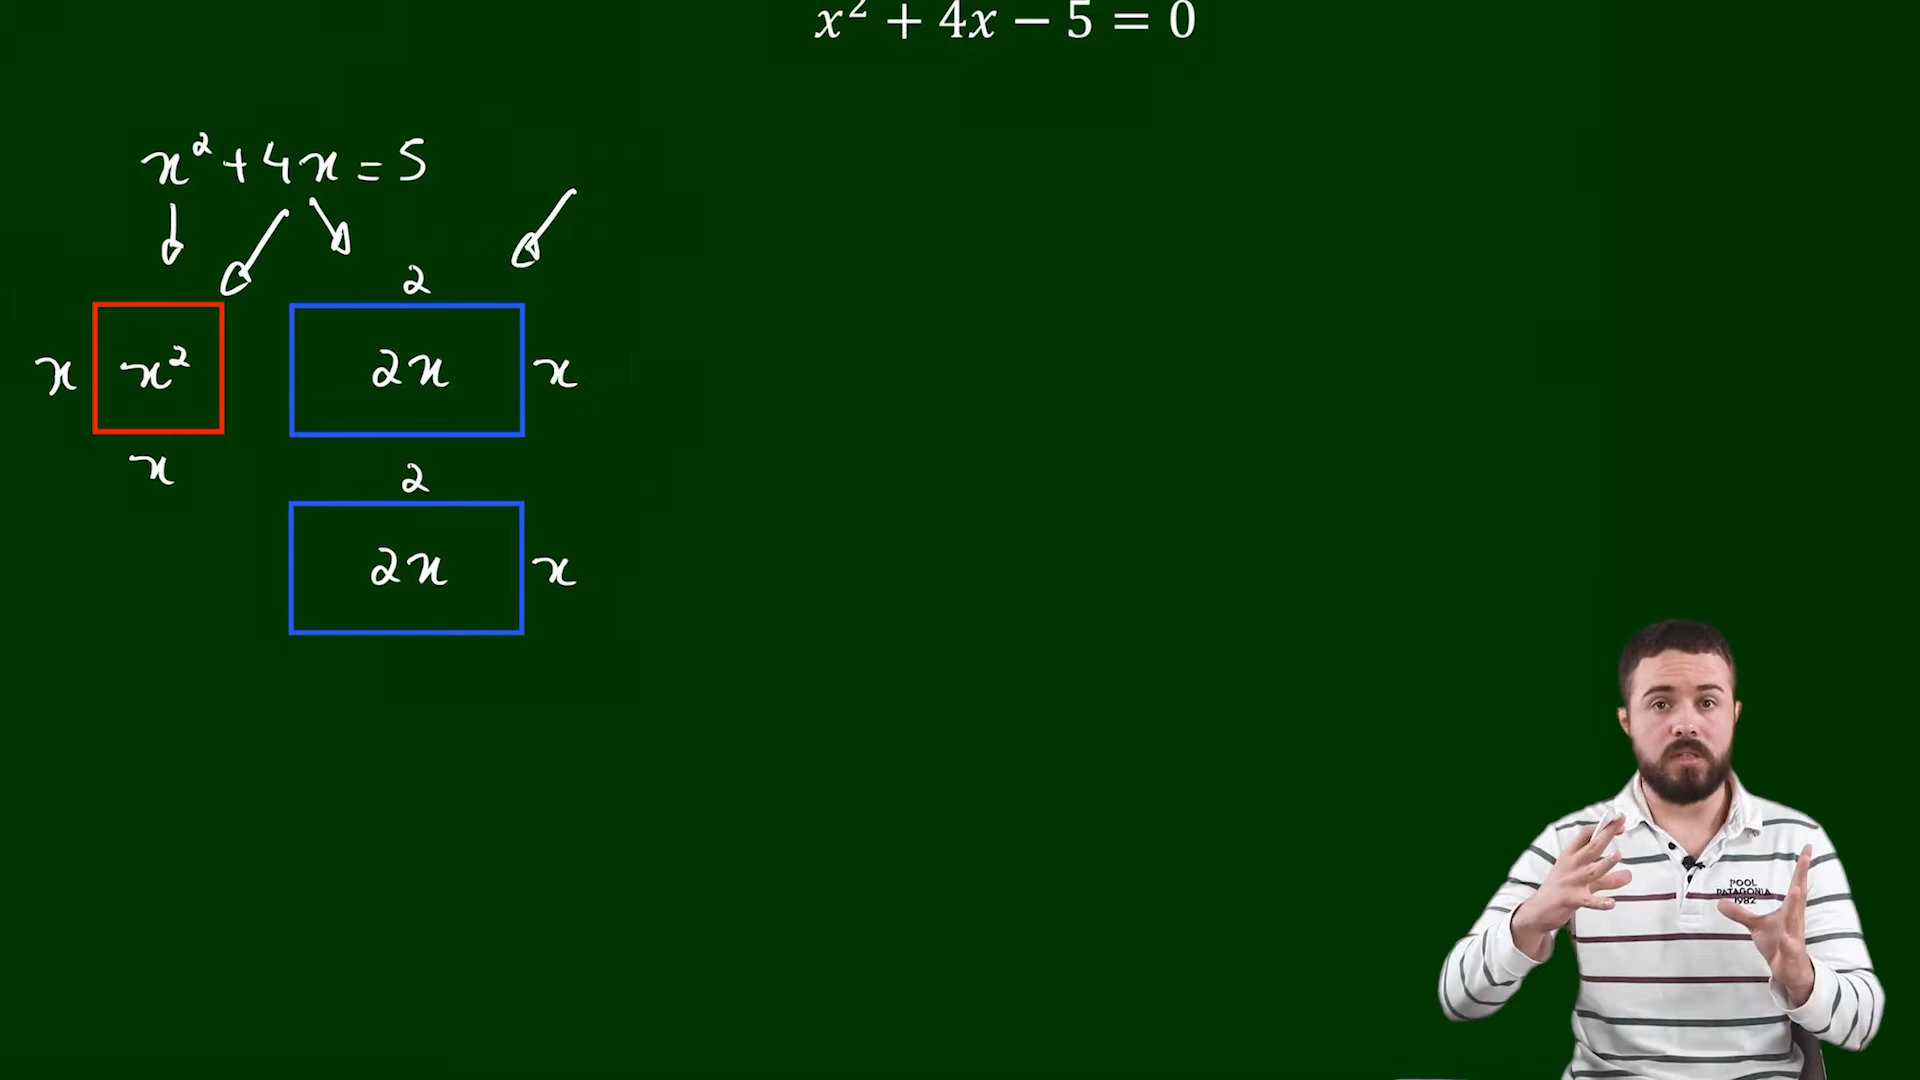 x² + 4x − 5 = 0
x² + 4x = 5
2
x x² 2x x
x
2
2x x
POOL
PATAGONIA
1982